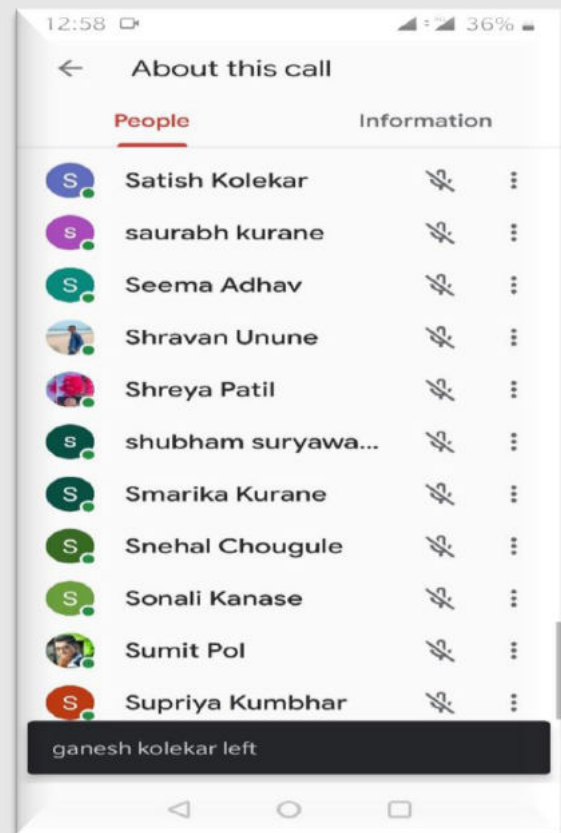 12:58 36%
About this call
People Information
S Satish Kolekar
s saurabh kurane
S Seema Adhav
Shravan Unune
Shreya Patil
s shubham suryawa...
S Smarika Kurane
S Snehal Chougule
S Sonali Kanase
Sumit Pol
S Supriya Kumbhar
ganesh kolekar left